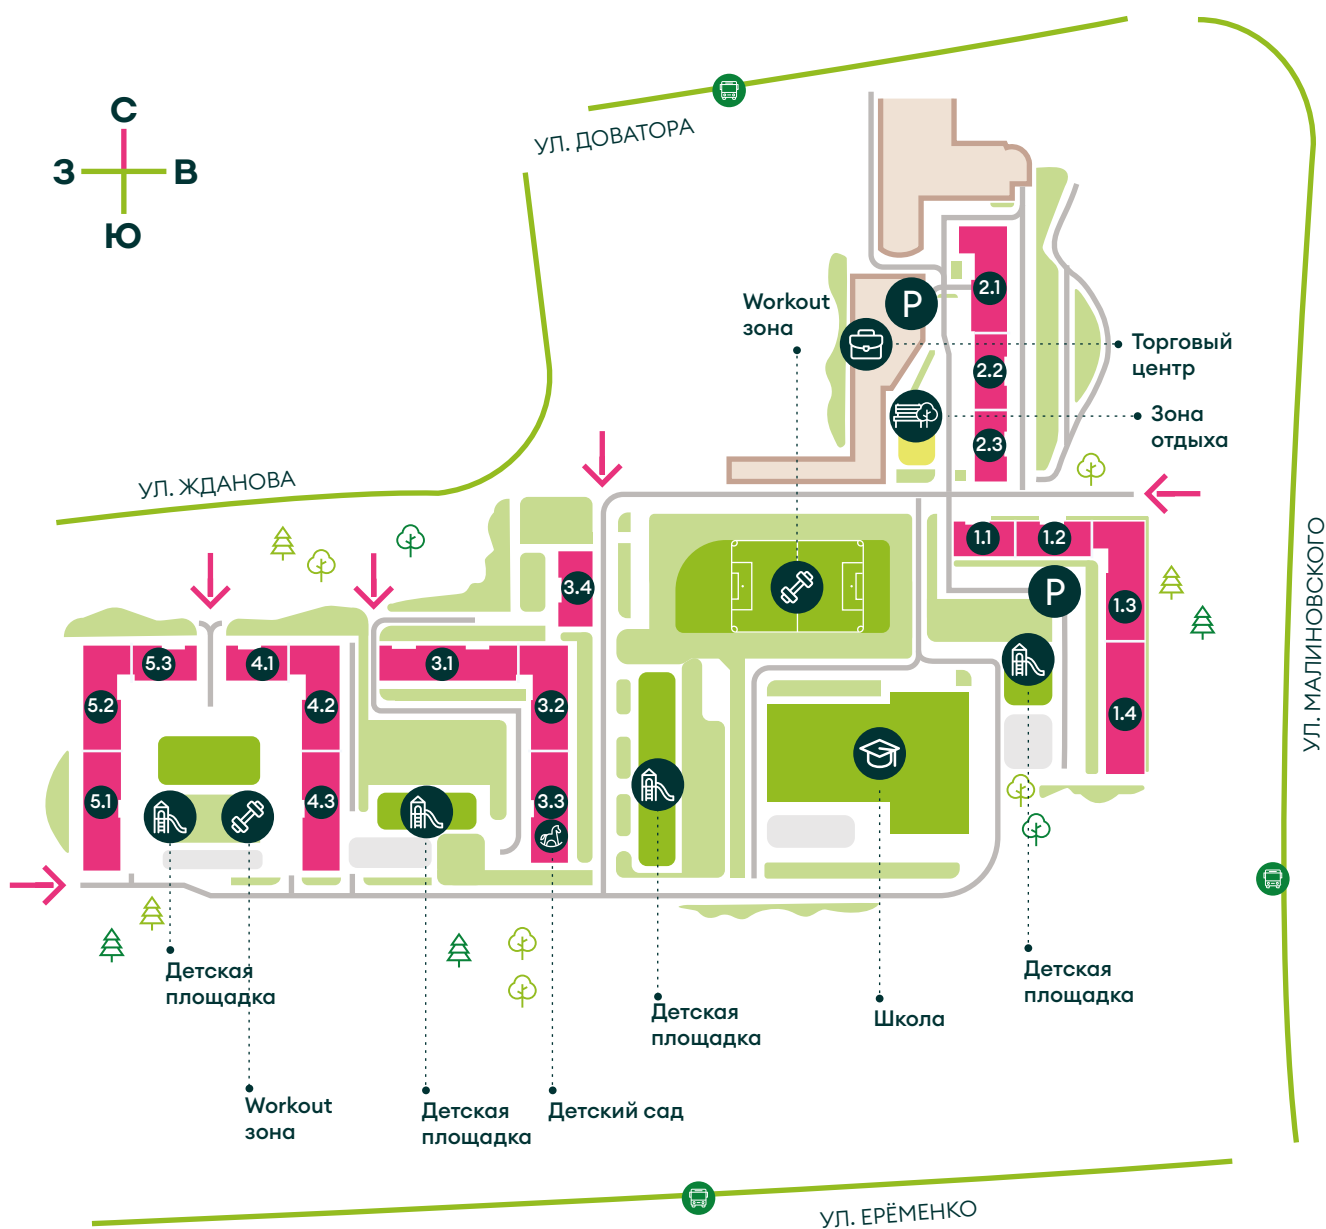 УЛ. ДОВАТОРА
С
З
В
Ю
УЛ. ЖДАНОВА
УЛ. МАЛИНОВСКОГО
УЛ. ЕРЁМЕНКО
Workout
зона
P
2.1
2.2
2.3
Торговый
центр
Зона
отдыха
1.1
1.2
1.3
1.4
P
3.4
3.1
3.2
3.3
4.1
4.2
4.3
5.3
5.2
5.1
Детская
площадка
Workout
зона
Детская
площадка
Детский сад
Детская
площадка
Школа
Детская
площадка